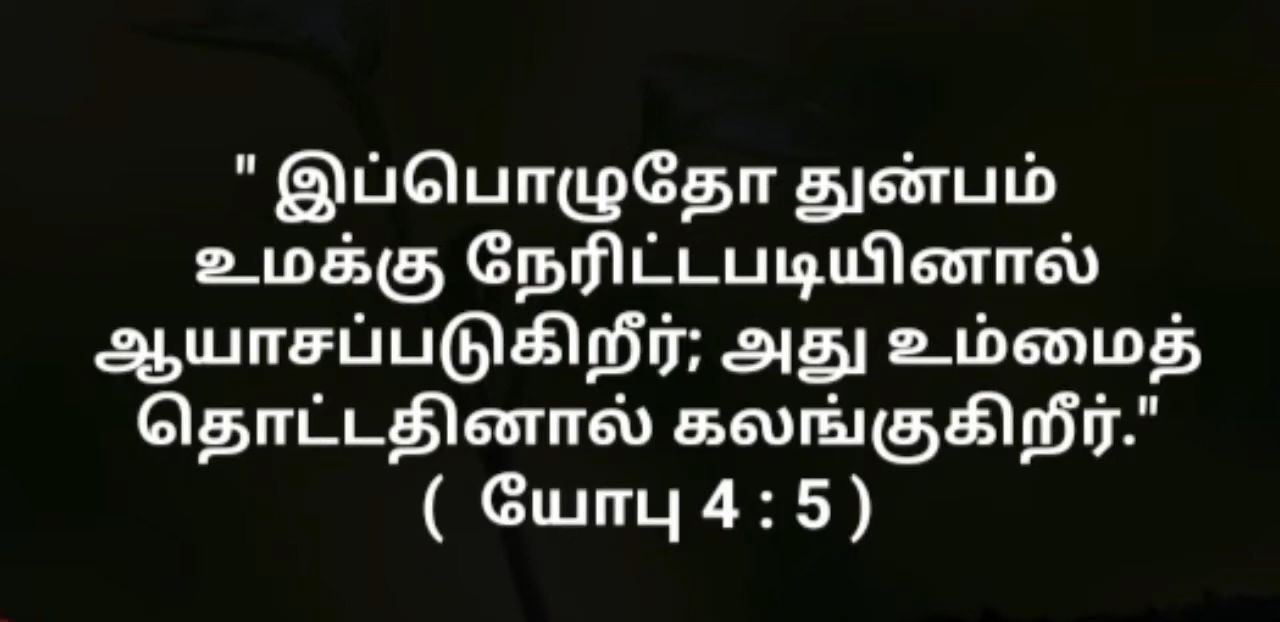 " இப்பொழுதோ துன்பம்
உமக்கு நேரிட்டபடியினால்
ஆயாசப்படுகிறீர்; அது உம்மைத்
தொட்டதினால் கலங்குகிறீர்."
( யோபு 4 : 5 )